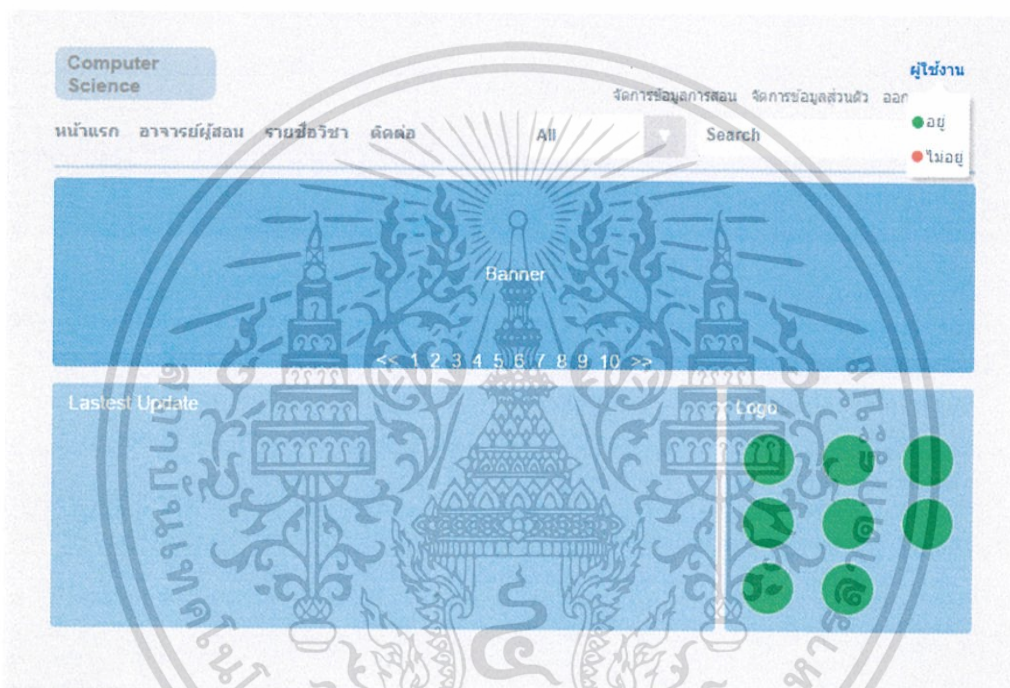 Computer
Science
ผู้ใช้งาน
จัดการข้อมูลการสอน จัดการข้อมูลส่วนตัว ออก
อยู่
ไม่อยู่
หน้าแรก อาจารย์ผู้สอน รายชื่อวิชา ติดต่อ All Search
Banner
<< 1 2 3 4 5 6 7 8 9 10 >>
Lastest Update
Logo